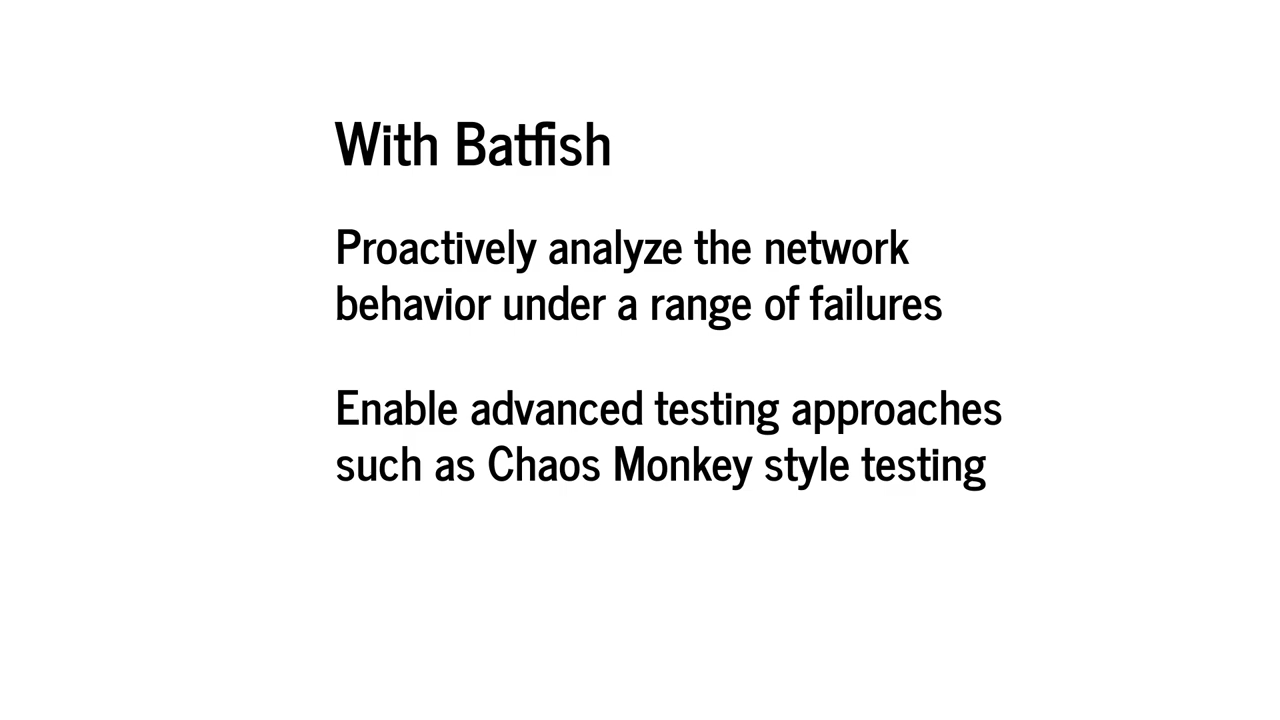 With Batfish
Proactively analyze the network
behavior under a range of failures
Enable advanced testing approaches
such as Chaos Monkey style testing